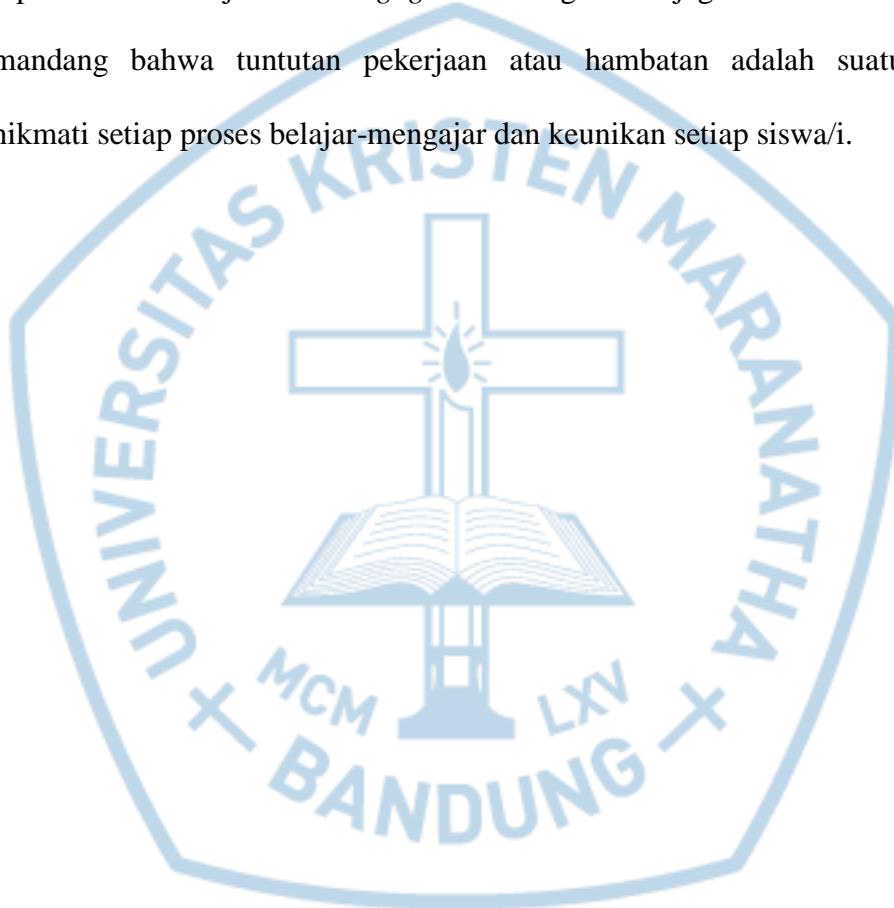 mandang bahwa tuntutan pekerjaan atau hambatan adalah suatu
nikmati setiap proses belajar-mengajar dan keunikan setiap siswa/i.
UNIVERSITAS KRISTEN MARANATHA
MCM LXV
BANDUNG